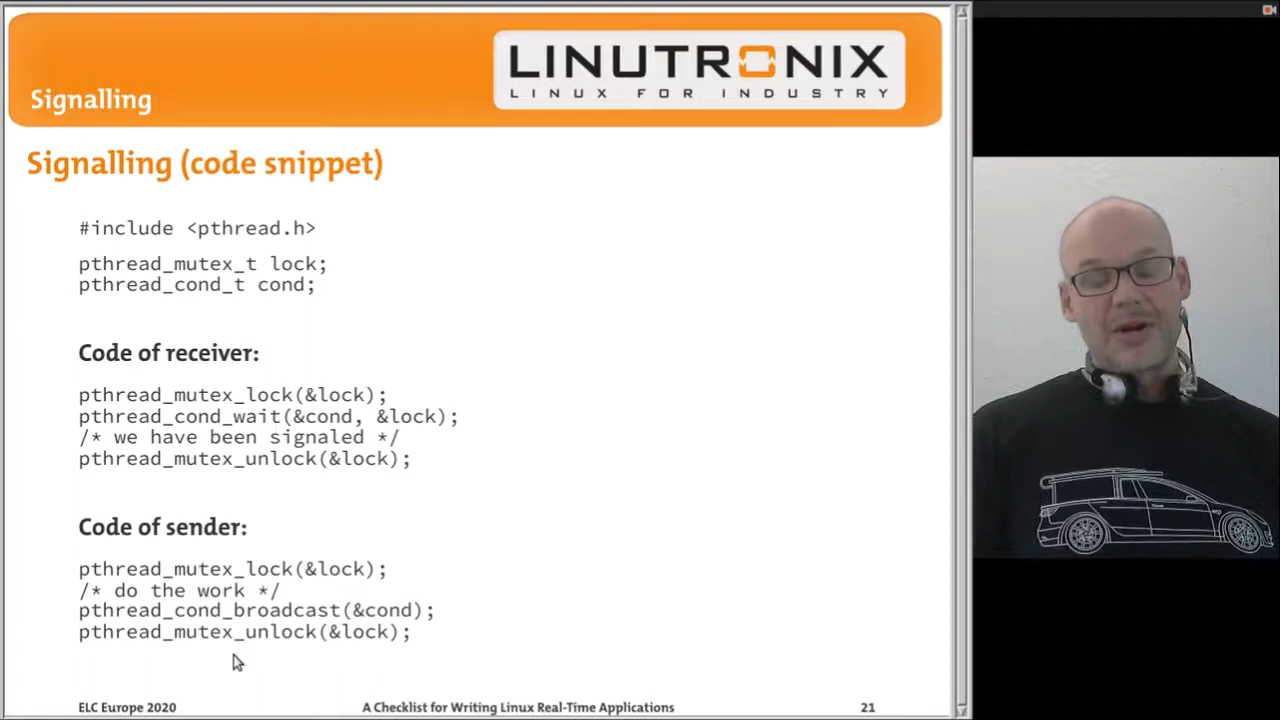 LINUTRONIX
LINUX FOR INDUSTRY
Signalling
Signalling (code snippet)
#include <pthread.h>
pthread_mutex_t lock;
pthread_cond_t cond;
Code of receiver:
pthread_mutex_lock(&lock);
pthread_cond_wait(&cond, &lock);
/* we have been signaled */
pthread_mutex_unlock(&lock);
Code of sender:
pthread_mutex_lock(&lock);
/* do the work */
pthread_cond_broadcast(&cond);
pthread_mutex_unlock(&lock);
ELC Europe 2020
A Checklist for Writing Linux Real-Time Applications
21